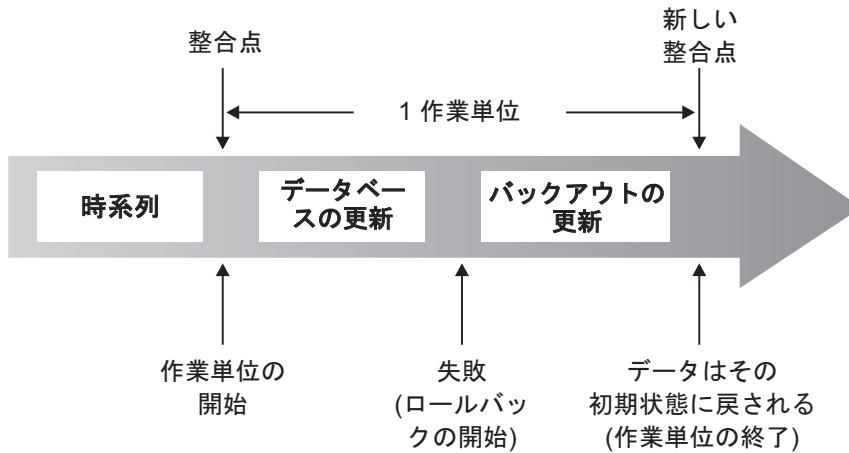 整合点
新しい
整合点
1 作業単位
時系列
データベー
スの更新
バックアウトの
更新
作業単位の
開始
失敗
(ロールバッ
クの開始)
データはその
初期状態に戻される
(作業単位の終了)